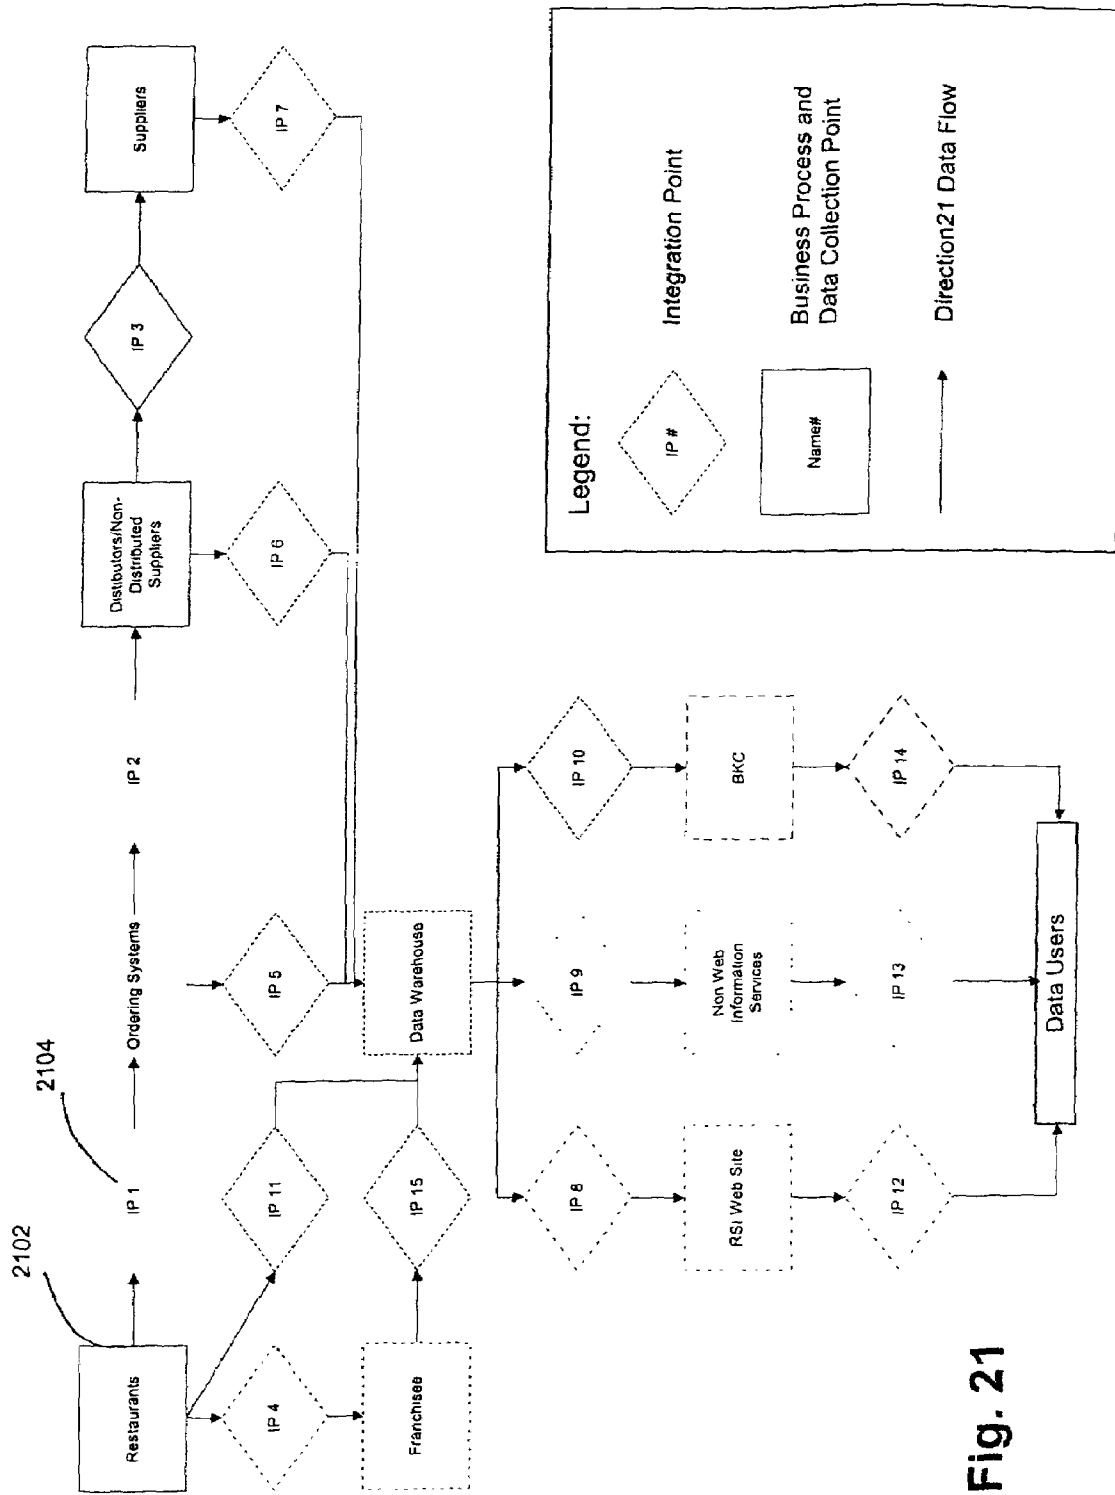 2102
2104
Restaurants
IP 1
Ordering Systems
IP 2
Distibutors/Non-
Distributed
Suppliers
IP 3
Suppliers
IP 4
IP 11
IP 5
IP 6
IP 7
Franchisee
IP 15
Data Warehouse
IP 8
IP 9
IP 10
RSI Web Site
Non Web
Information
Services
BKC
IP 12
IP 13
IP 14
Data Users
Legend:
IP #
Integration Point
Name#
Business Process and
Data Collection Point
Direction21 Data Flow
Fig. 21